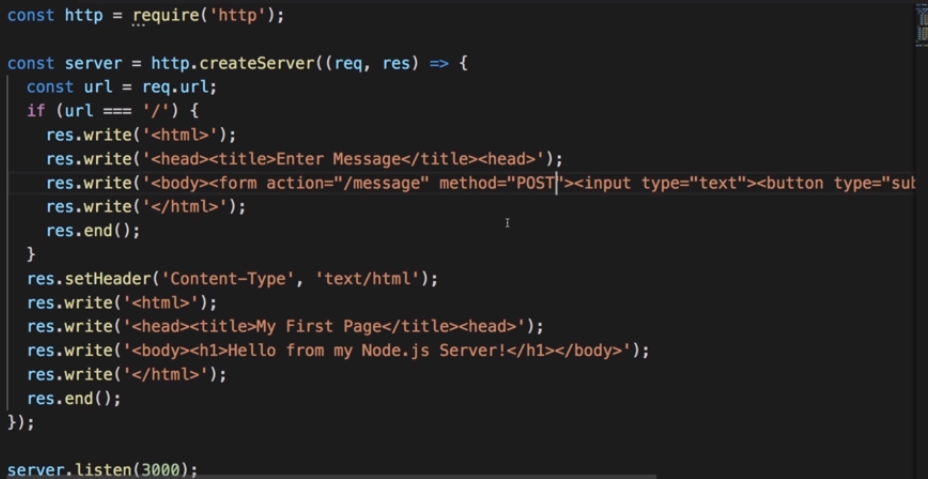 const http = require('http');
const server = http.createServer((req, res) => {
const url = req.url;
if (url === '/') {
res.write('<html>');
res.write('<head><title>Enter Message</title><head>');
res.write('<body><form action="/message" method="POST"><input type="text"><button type="sub
res.write('</html>');
res.end();
}
res.setHeader('Content-Type', 'text/html');
res.write('<html>');
res.write('<head><title>My First Page</title><head>');
res.write('<body><h1>Hello from my Node.js Server!</h1></body>');
res.write('</html>');
res.end();
});
server.listen(3000);